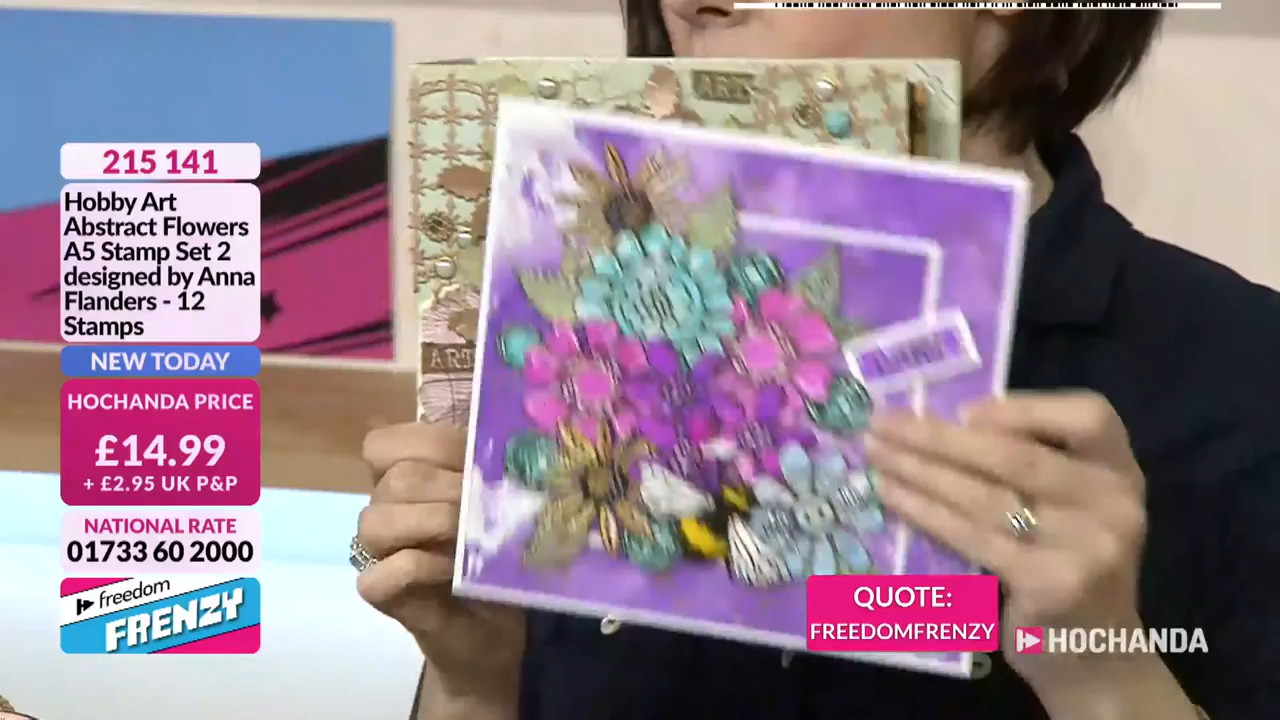 215 141
Hobby Art
Abstract Flowers
A5 Stamp Set 2
designed by Anna
Flanders - 12
Stamps
NEW TODAY
HOCHANDA PRICE
£14.99
+ £2.95 UK P&P
NATIONAL RATE
01733 60 2000
freedom
FRENZY
ART
ART
QUOTE:
FREEDOMFRENZY
HOCHANDA